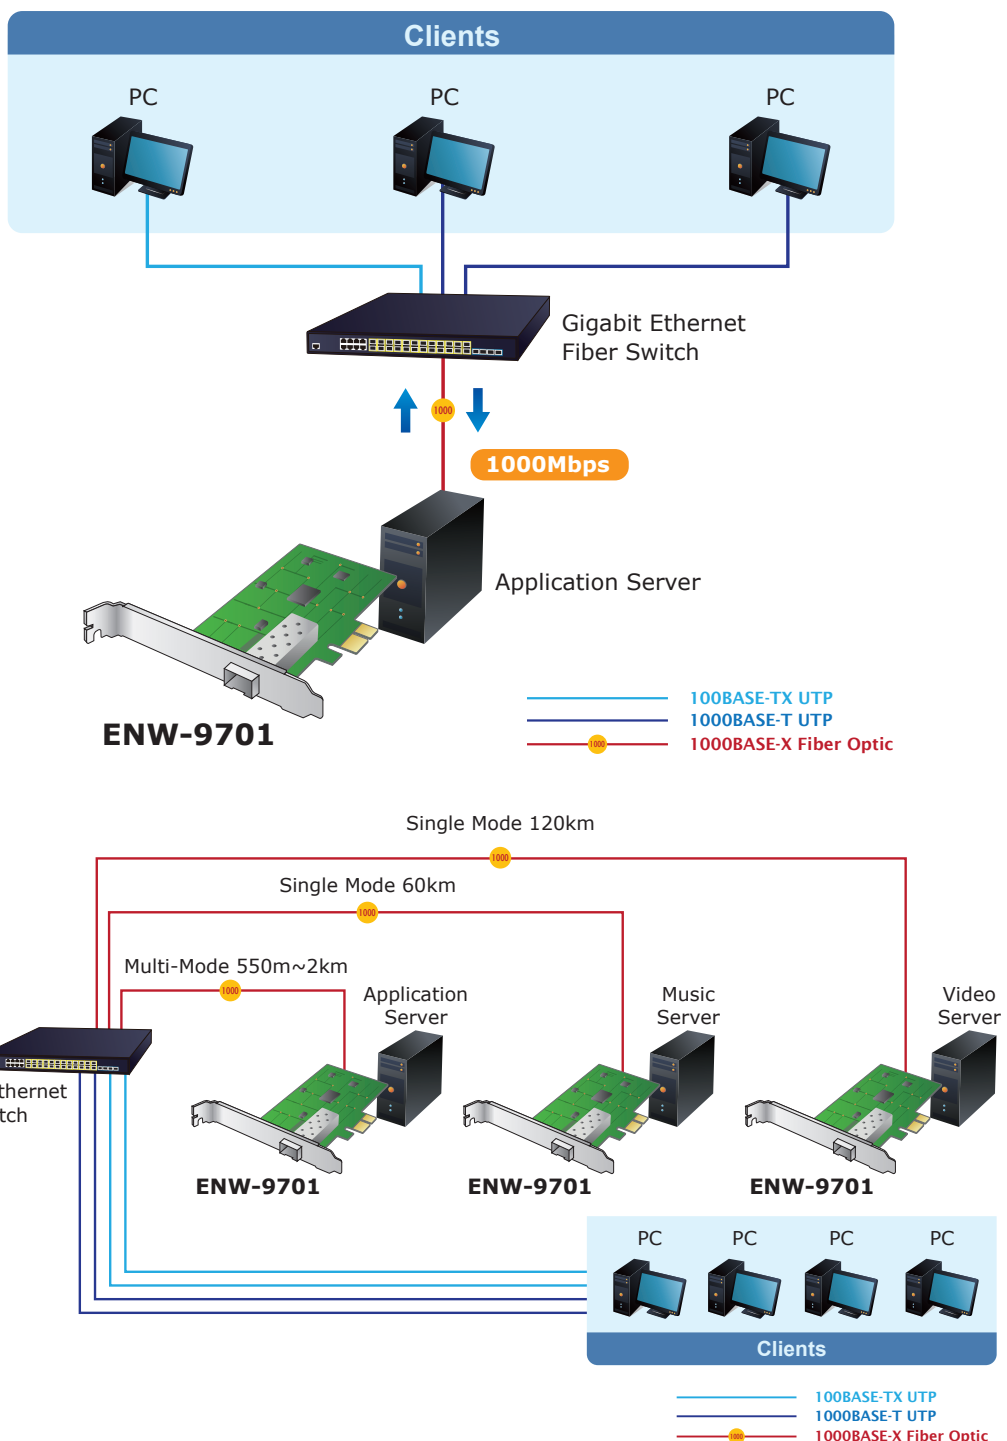 Clients
PC PC PC
Gigabit Ethernet
Fiber Switch
1000
1000Mbps
Application Server
ENW-9701
100BASE-TX UTP
1000BASE-T UTP
1000 1000BASE-X Fiber Optic
Single Mode 120km
1000
Single Mode 60km
1000
Multi-Mode 550m~2km
1000
Application
Server
Music
Server
Video
Server
thernet
tch
ENW-9701 ENW-9701 ENW-9701
PC PC PC PC
Clients
100BASE-TX UTP
1000BASE-T UTP
1000 1000BASE-X Fiber Optic